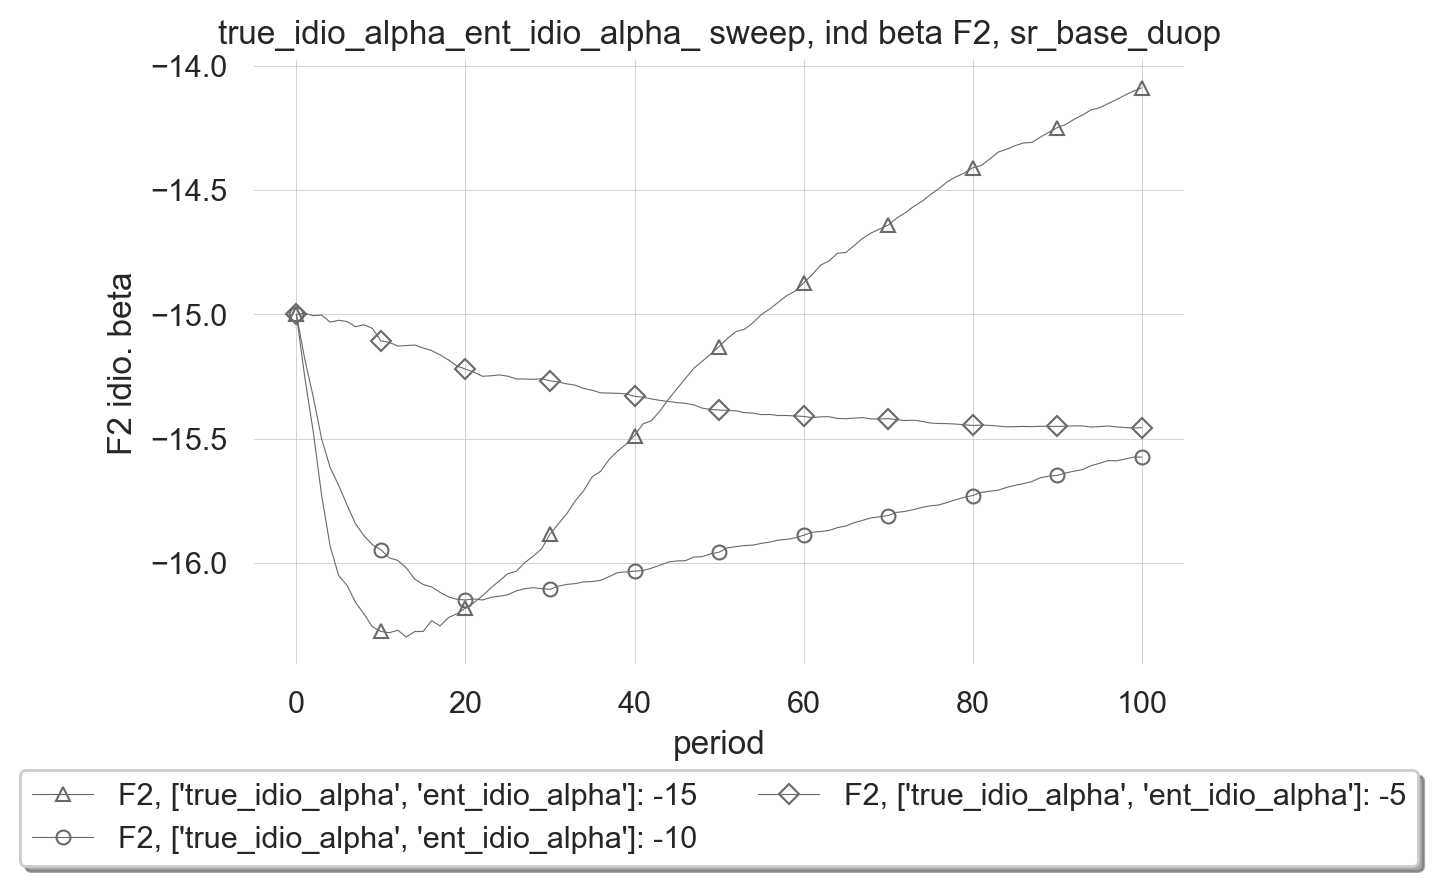 true_idio_alpha_ent_idio_alpha_ sweep, ind beta F2, sr_base_duop
−14.0
−14.5
−15.0
−15.5
−16.0
F2 idio. beta
0 20 40 60 80 100
period
F2, ['true_idio_alpha', 'ent_idio_alpha']: -15
F2, ['true_idio_alpha', 'ent_idio_alpha']: -10
F2, ['true_idio_alpha', 'ent_idio_alpha']: -5